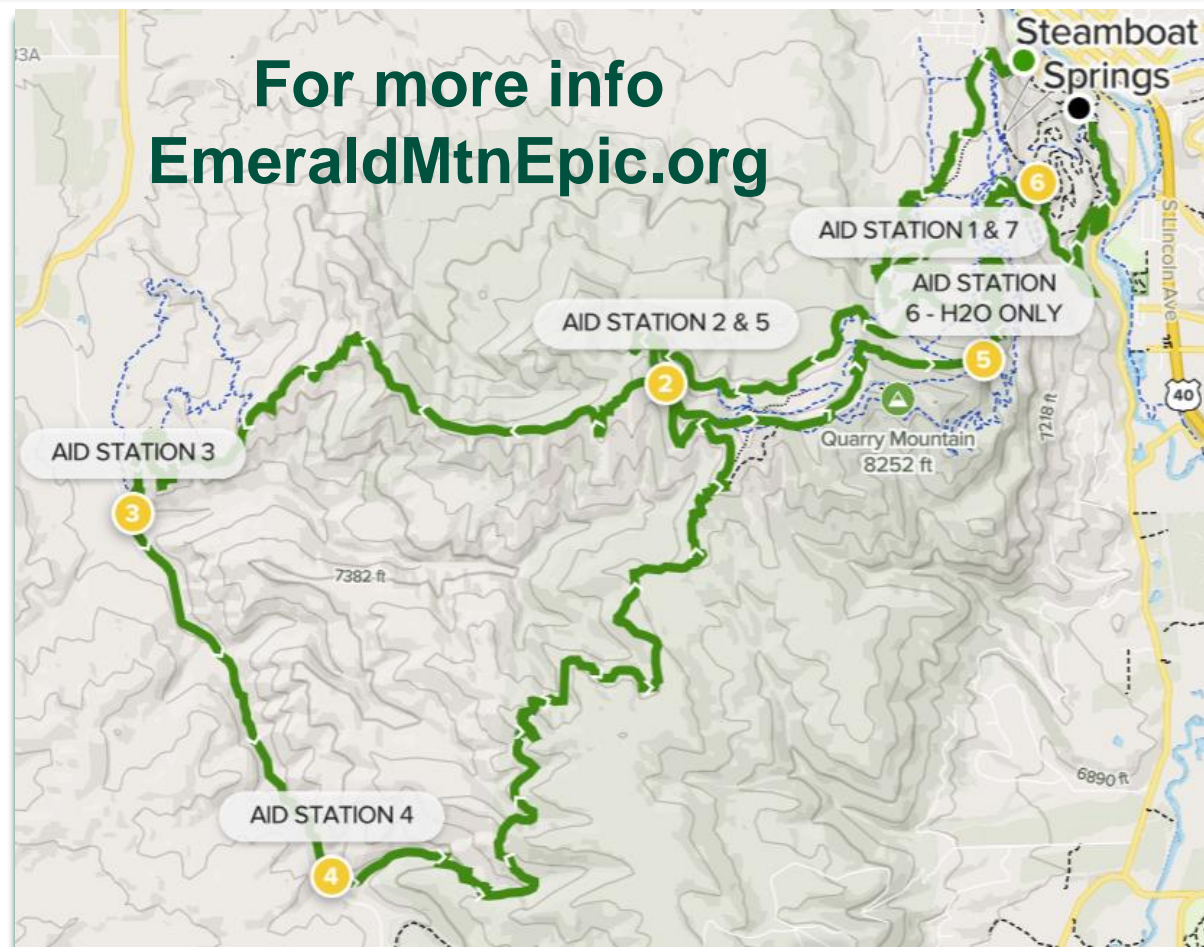 33A
For more info
EmeraldMtnEpic.org
Steamboat
Springs
6
AID STATION 1 & 7
AID STATION
6 - H2O ONLY
AID STATION 2 & 5
S Lincoln Ave
5
2
40
7218 ft
Quarry Mountain
8252 ft
AID STATION 3
3
7382 ft
6890 ft
AID STATION 4
4